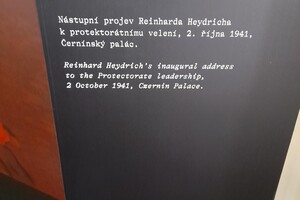 Nástupní projev Reinharda Heydricha
k protektorátnímu velení, 2. října 1941,
Černínský palác.
Reinhard Heydrich's inaugural address
to the Protectorate leadership,
2 October 1941, Czernin Palace.